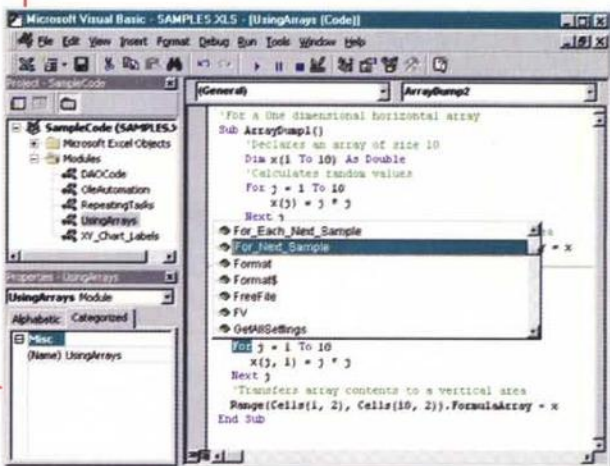 Microsoft Visual Basic - SAMPLES.XLS - [UsingArrays (Code)]
File Edit View Insert Format Debug Run Tools Window Help
Project - SampleCode
SampleCode (SAMPLES.X
Microsoft Excel Objects
Modules
DAOCode
OleAutomation
RepeatingTasks
UsingArrays
XY_Chart_Labels
Properties - UsingArrays
UsingArrays Module
Alphabetic Categorized
Misc
(Name) UsingArrays
(General) ArrayDump2
'For a One dimensional horizontal array
Sub ArrayDump1()
'Declares an array of size 10
Dim x(1 To 10) As Double
'Calculates random values
For j = 1 To 10
x(j) = j * j
Next j
ea
For_Each_Next_Sample
For_Next_Sample
y = x
Format
Format$
FreeFile
FV
GetAllSettings
For j = 1 To 10
x(j, 1) = j * j
Next j
'Transfers array contents to a vertical area
Range(Cells(1, 2), Cells(10, 2)).FormulaArray = x
End Sub